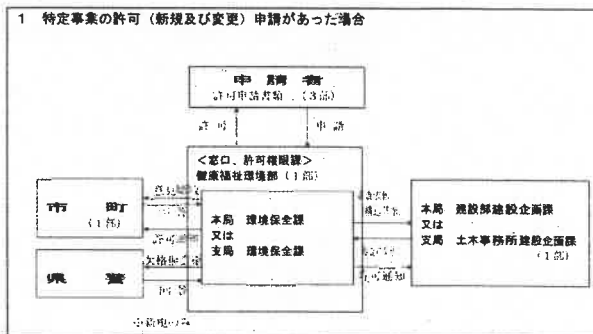 1 特定事業の許可（新規及び変更）申請があった場合
申請者
許可申請書類 （3部）
許可
申請
＜窓口、許可権限課＞
健康福祉環境部（1部）
市町
（1部）
回答
本局 環境保全課
又は
支局 環境保全課
本局 建設部建設企画課
又は
支局 土木事務所建設企画課
（1部）
県警
回答
許可通知